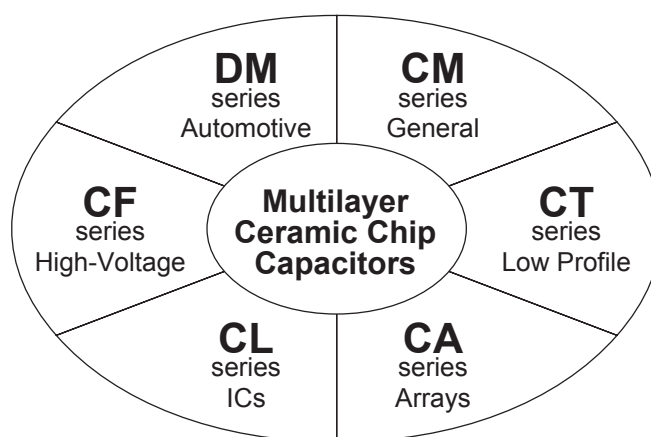 DM
series
Automotive
CM
series
General
CF
series
High-Voltage
Multilayer
Ceramic Chip
Capacitors
CT
series
Low Profile
CL
series
ICs
CA
series
Arrays